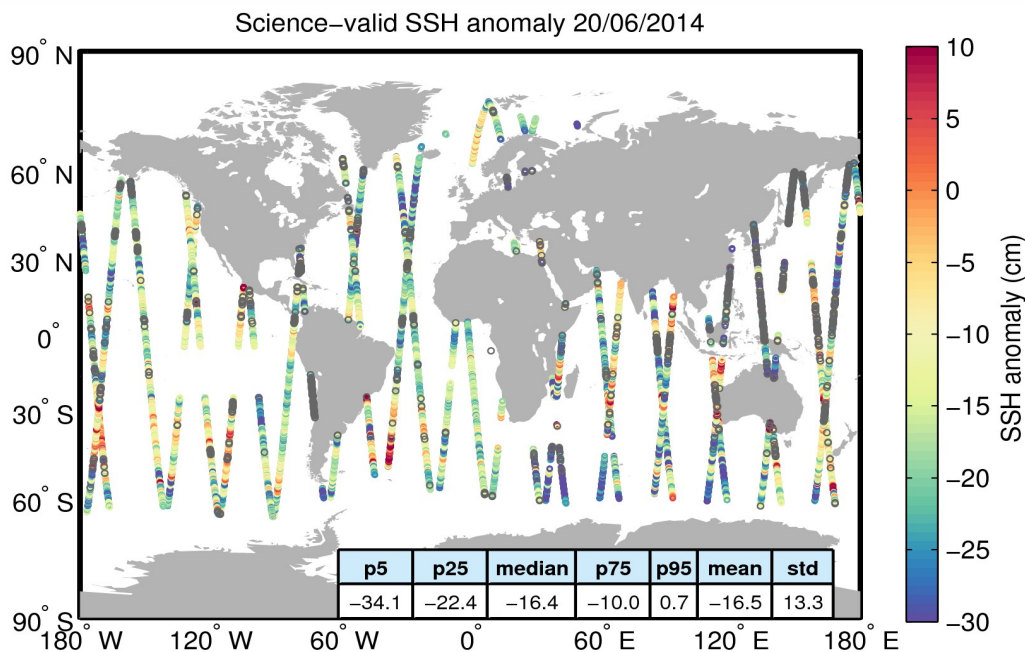 Science−valid SSH anomaly 20/06/2014
90° N
60° N
30° N
0°
30° S
60° S
90° S
180° W
120° W
60° W
0°
60° E
120° E
180° E
p5 p25 median p75 p95 mean std
−34.1 −22.4 −16.4 −10.0 0.7 −16.5 13.3
10
5
0
−5
−10
−15
−20
−25
−30
SSH anomaly (cm)